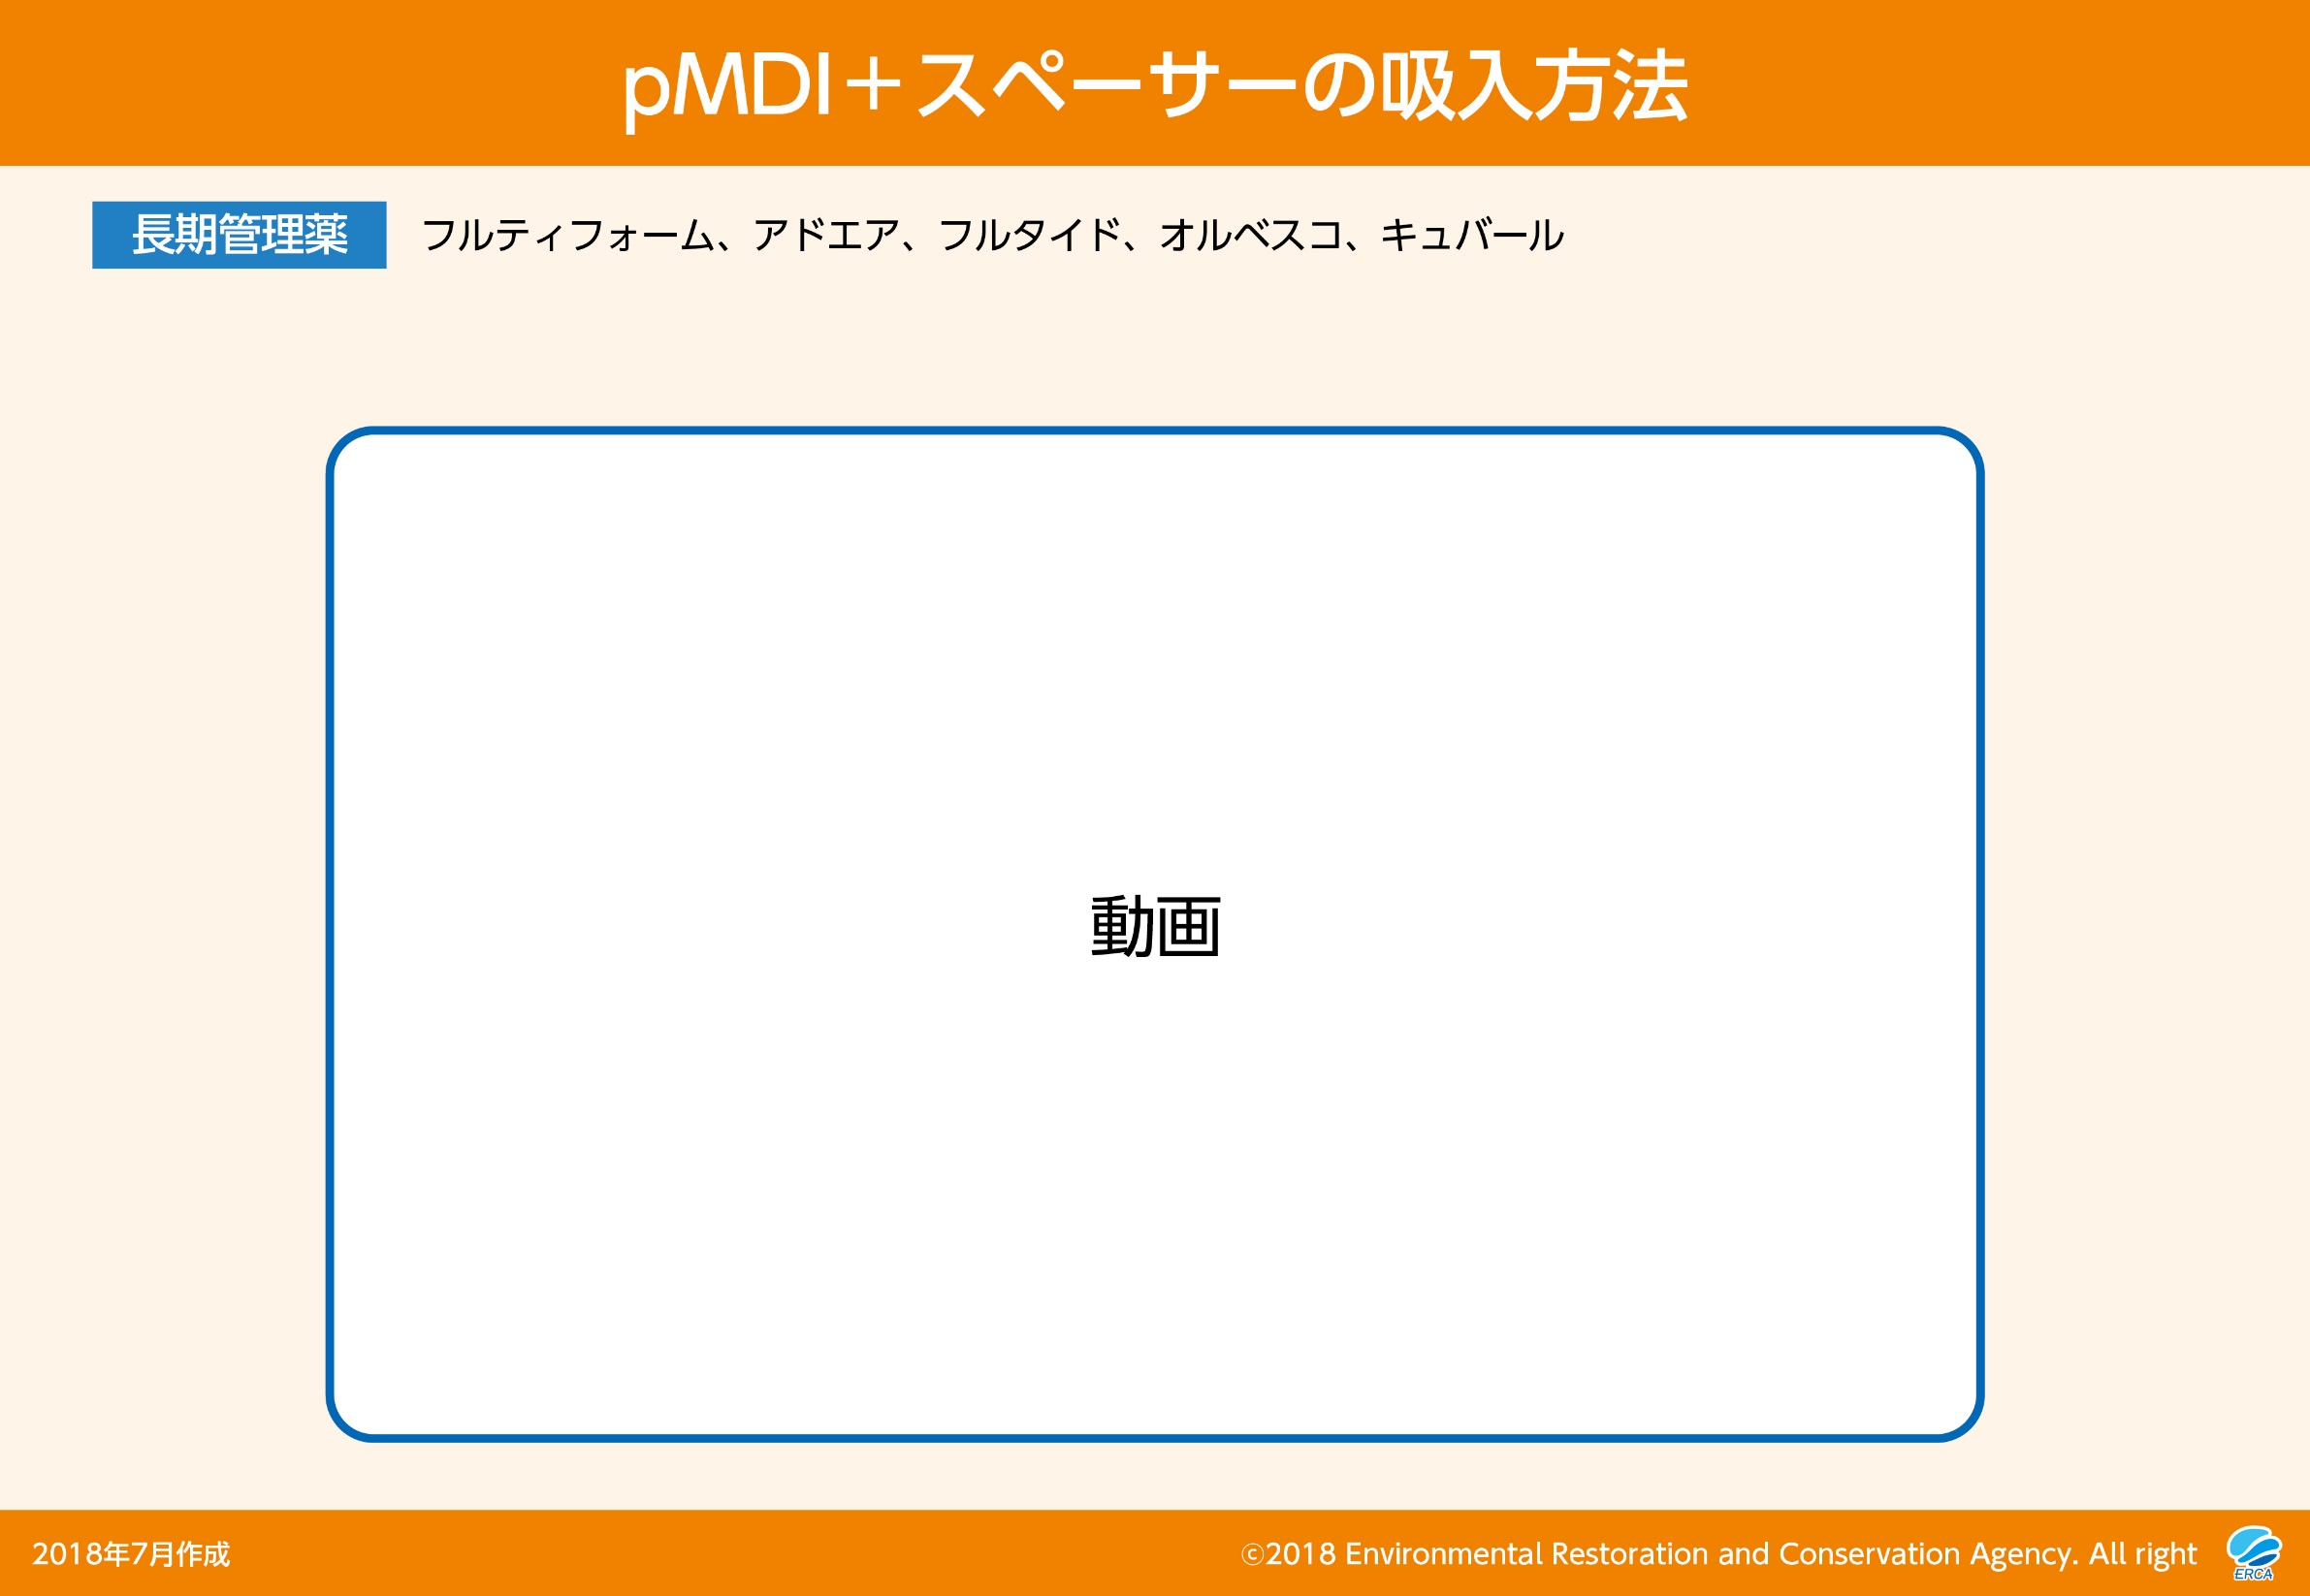 pMDI＋スペーサーの吸入方法
長期管理薬 フルティフォーム、アドエア、フルタイド、オルベスコ、キュバール
動画
2018年7月作成 ©2018 Environmental Restoration and Conservation Agency. All right
ERCA